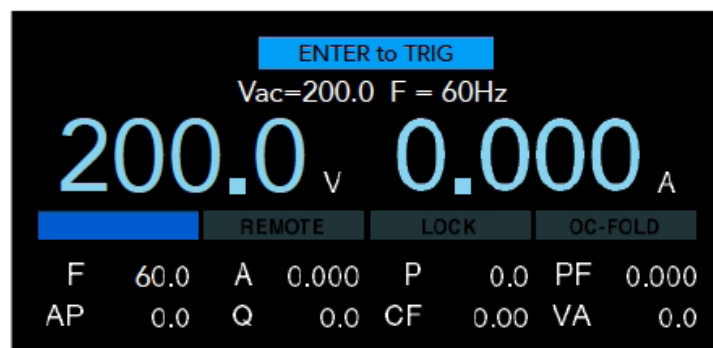 ENTER to TRIG
Vac=200.0 F = 60Hz
200.0 V 0.000 A
REMOTE LOCK OC-FOLD
F 60.0 A 0.000 P 0.0 PF 0.000
AP 0.0 Q 0.0 CF 0.00 VA 0.0